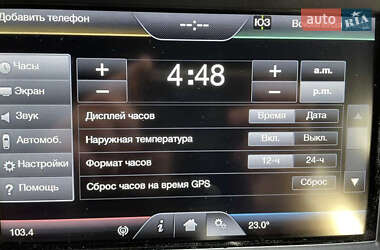 Добавить телефон
--:--
103
auto RIA
Часы
Экран
Звук
Автомоб.
Настройки
? Помощь
+ 4:48 + a.m.
− − p.m.
Дисплей часов Время Дата
Наружная температура Вкл. Выкл.
Формат часов 12-ч 24-ч
Сброс часов на время GPS Сброс
103.4
i
23.0°